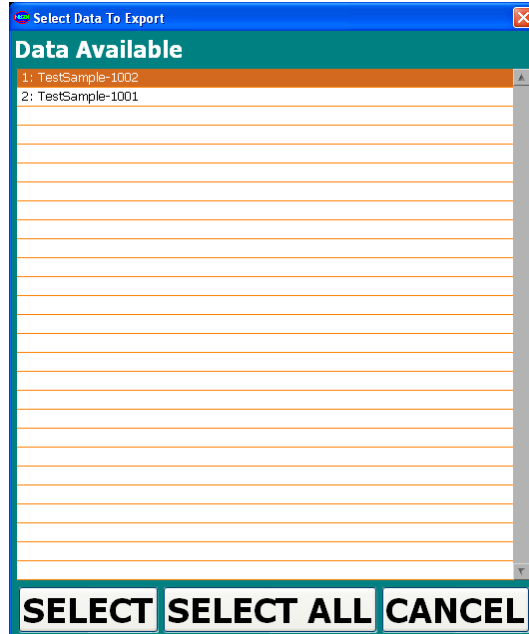 Select Data To Export
Data Available
1: TestSample-1002
2: TestSample-1001
SELECT SELECT ALL CANCEL